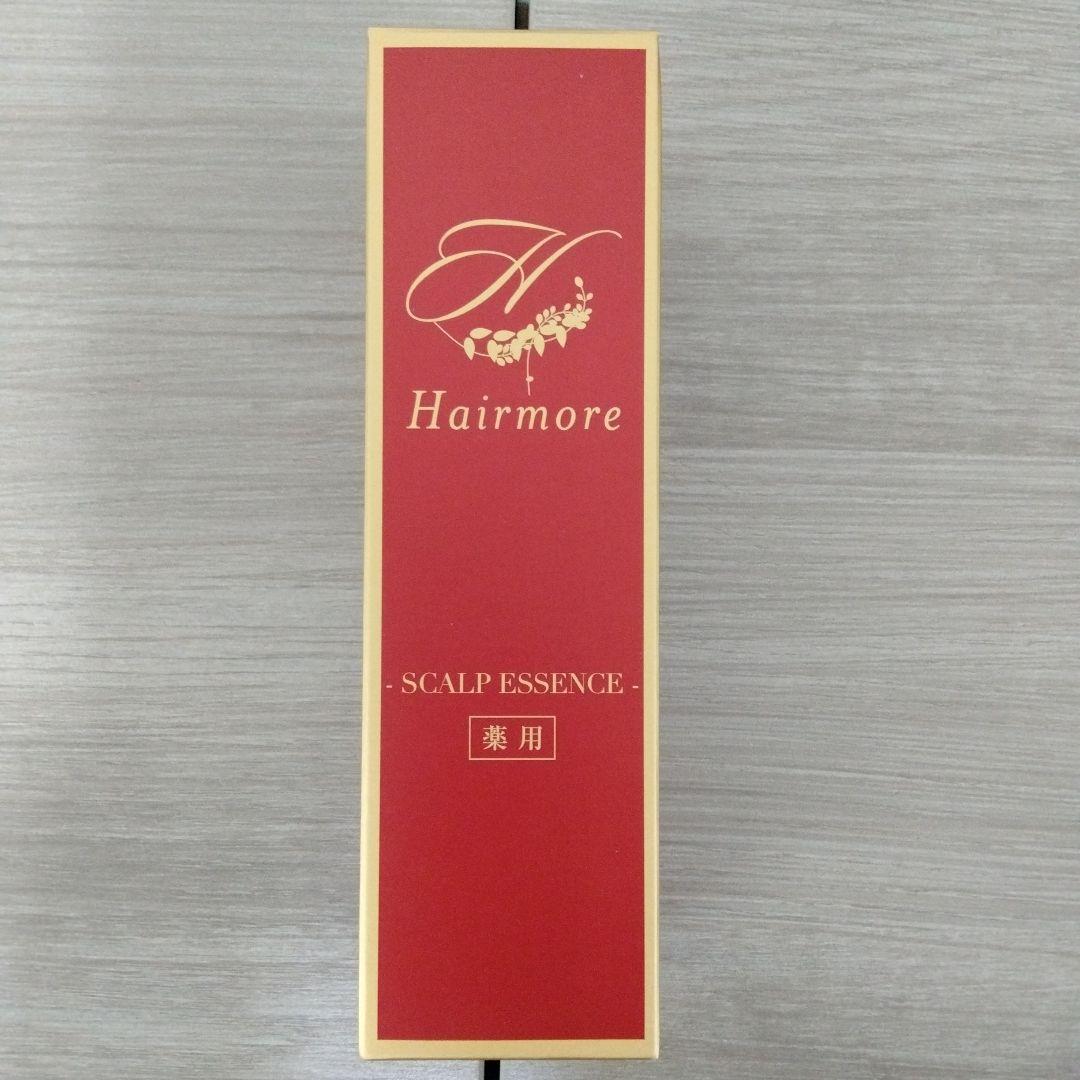 H
Hairmore
- SCALP ESSENCE -
薬用